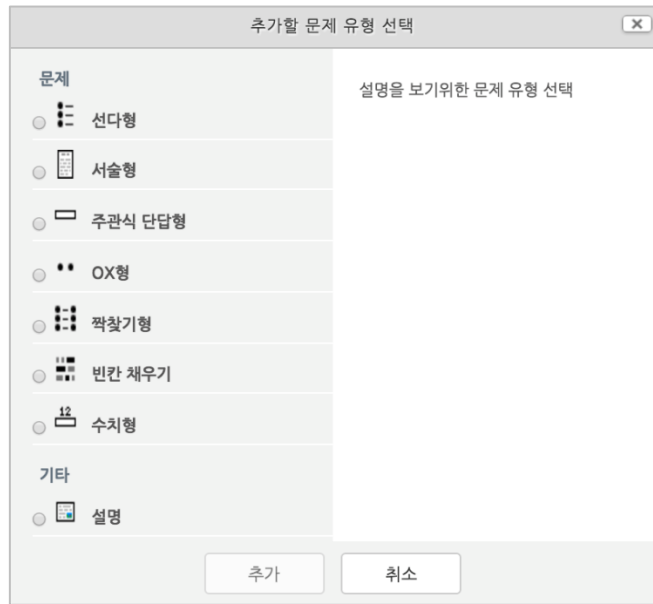 추가할 문제 유형 선택
문제
설명을 보기위한 문제 유형 선택
선다형
서술형
주관식 단답형
OX형
짝찾기형
빈칸 채우기
12
수치형
기타
설명
추가
취소